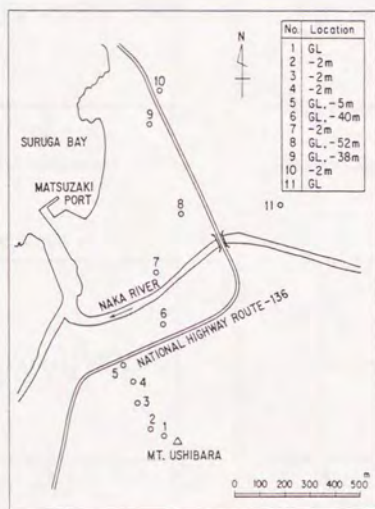 No. Location
1 GL
2 -2m
3 -2m
4 -2m
5 GL, -5m
6 GL, -40m
7 -2m
8 GL, -52m
9 GL, -38m
10 -2m
11 GL
N
10
9
SURUGA BAY
MATSUZAKI
PORT
8
11
7
NAKA RIVER
6
NATIONAL HIGHWAY ROUTE-136
5
4
3
2
1
MT. USHIBARA
m
0 100 200 300 400 500